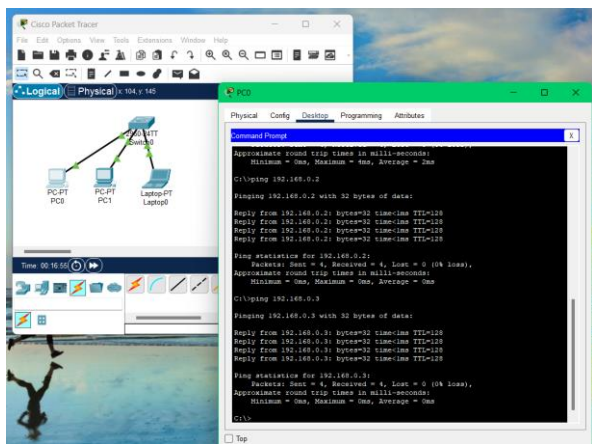 Cisco Packet Tracer
File Edit Options View Tools Extensions Window Help
Logical Physical x: 104, y: 145
2960-24TT
Switch0
PC-PT
PC0
PC-PT
PC1
Laptop-PT
Laptop0
Time: 00:16:55
PC0
Physical Config Desktop Programming Attributes
Command Prompt X
Approximate round trip times in milli-seconds:
Minimum = 0ms, Maximum = 4ms, Average = 2ms
C:\>ping 192.168.0.2
Pinging 192.168.0.2 with 32 bytes of data:
Reply from 192.168.0.2: bytes=32 time<1ms TTL=128
Reply from 192.168.0.2: bytes=32 time<1ms TTL=128
Reply from 192.168.0.2: bytes=32 time<1ms TTL=128
Reply from 192.168.0.2: bytes=32 time<1ms TTL=128
Ping statistics for 192.168.0.2:
Packets: Sent = 4, Received = 4, Lost = 0 (0% loss),
Approximate round trip times in milli-seconds:
Minimum = 0ms, Maximum = 0ms, Average = 0ms
C:\>ping 192.168.0.3
Pinging 192.168.0.3 with 32 bytes of data:
Reply from 192.168.0.3: bytes=32 time<1ms TTL=128
Reply from 192.168.0.3: bytes=32 time<1ms TTL=128
Reply from 192.168.0.3: bytes=32 time<1ms TTL=128
Reply from 192.168.0.3: bytes=32 time<1ms TTL=128
Ping statistics for 192.168.0.3:
Packets: Sent = 4, Received = 4, Lost = 0 (0% loss),
Approximate round trip times in milli-seconds:
Minimum = 0ms, Maximum = 0ms, Average = 0ms
C:\>
Top